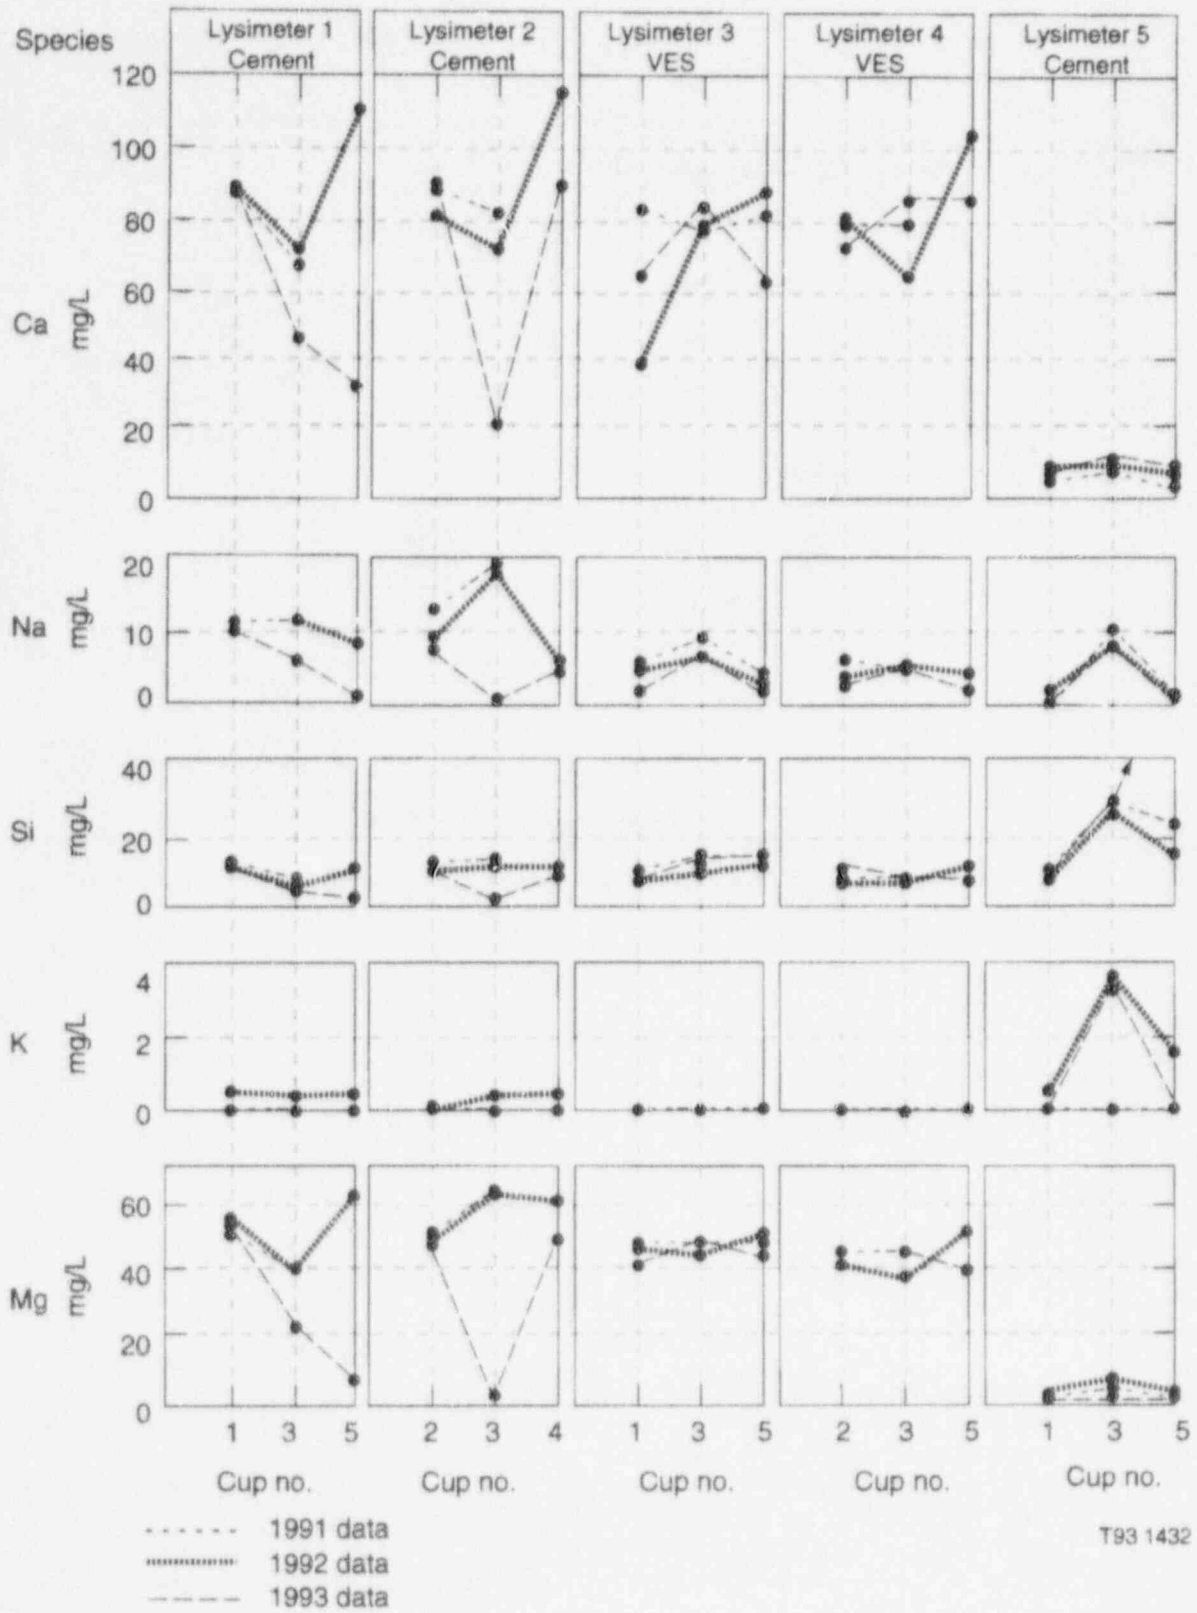 Species
Lysimeter 1
Cement
Lysimeter 2
Cement
Lysimeter 3
VES
Lysimeter 4
VES
Lysimeter 5
Cement
Ca
mg/L
120
100
80
60
40
20
0
Na
mg/L
20
10
0
Si
mg/L
40
20
0
K
mg/L
4
2
0
Mg
mg/L
60
40
20
0
1 3 5
2 3 4
1 3 5
2 3 5
1 3 5
Cup no.
Cup no.
Cup no.
Cup no.
Cup no.
1991 data
1992 data
1993 data
T93 1432